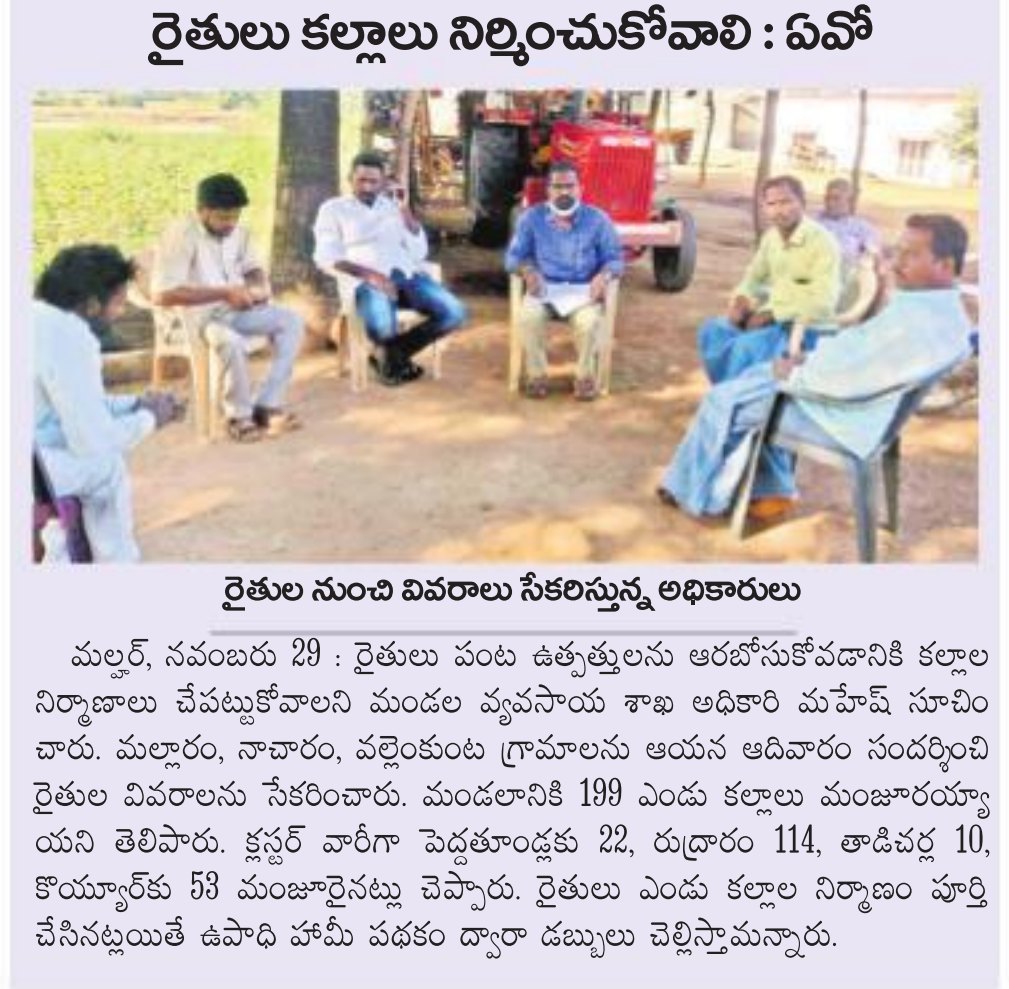 రైతులు కల్లాలు నిర్మించుకోవాలి : ఏవో
రైతుల నుంచి వివరాలు సేకరిస్తున్న అధికారులు
మల్హర్, నవంబరు 29 : రైతులు పంట ఉత్పత్తులను ఆరబోసుకోవడానికి కల్లాల
నిర్మాణాలు చేపట్టుకోవాలని మండల వ్యవసాయ శాఖ అధికారి మహేష్ సూచిం
చారు. మల్లారం, నాచారం, వల్లెంకుంట గ్రామాలను ఆయన ఆదివారం సందర్శించి
రైతుల వివరాలను సేకరించారు. మండలానికి 199 ఎండు కల్లాలు మంజూరయ్యా
యని తెలిపారు. క్లస్టర్ వారీగా పెద్దతూండ్లకు 22, రుద్రారం 114, తాడిచర్ల 10,
కొయ్యూర్‌కు 53 మంజూరైనట్లు చెప్పారు. రైతులు ఎండు కల్లాల నిర్మాణం పూర్తి
చేసినట్లయితే ఉపాధి హామీ పథకం ద్వారా డబ్బులు చెల్లిస్తామన్నారు.